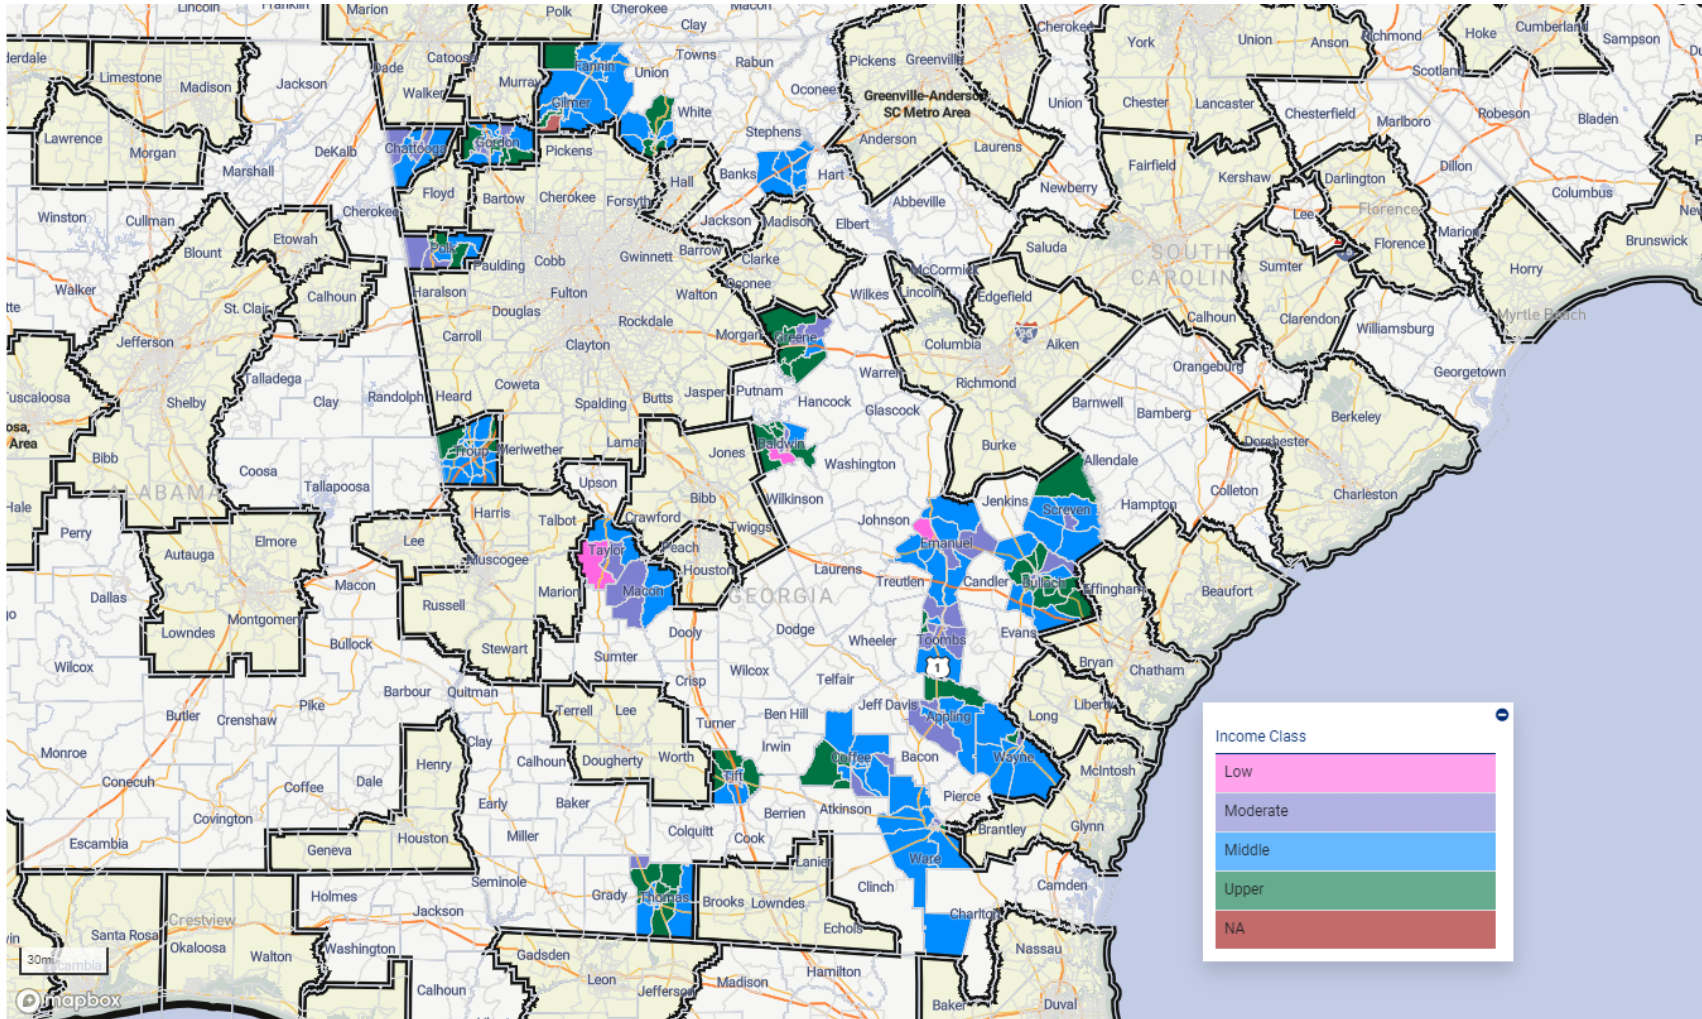 Lincoln
Franklin
Marion
Polk
Cherokee
Macon
Clay
Cherokee
York
Union
Anson
Richmond
Hoke
Cumberland
Sampson
derdale
Limestone
Madison
Jackson
Dade
Catoosa
Walker
Murray
Fannin
Towns
Union
Rabun
Oconee
Pickens
Greenville
Greenville-Anderson
SC Metro Area
Union
Chester
Lancaster
Chesterfield
Scotland
Marlboro
Robeson
Bladen
Lawrence
Morgan
DeKalb
Marshall
Chattooga
Gordon
Gilmer
Pickens
White
Stephens
Anderson
Laurens
Fairfield
Kershaw
Darlington
Dillon
Columbus
Winston
Cullman
Cherokee
Floyd
Bartow
Cherokee
Forsyth
Hall
Banks
Hart
Abbeville
Newberry
Lee
Florence
Florence
Marion
Brunswick
Blount
Etowah
Polk
Paulding
Cobb
Gwinnett
Barrow
Jackson
Madison
Elbert
Clarke
Oconee
Saluda
SOUTH
CAROLINA
Sumter
Horry
Walker
St. Clair
Calhoun
Haralson
Fulton
Douglas
Walton
Rockdale
Wilkes
McCormick
Lincoln
Edgefield
Calhoun
Clarendon
Williamsburg
Myrtle Beach
Jefferson
Carroll
Clayton
Morgan
Greene
Columbia
Aiken
Orangeburg
Georgetown
Talladega
Clay
Randolph
Heard
Coweta
Spalding
Butts
Jasper
Putnam
Hancock
Warren
Glascock
Richmond
Barnwell
Bamberg
Berkeley
Tuscaloosa
Shelby
osa,
Area
Bibb
Coosa
ALABAMA
Tallapoosa
Troup
Meriwether
Lamar
Upson
Jones
Baldwin
Washington
Burke
Allendale
Dorchester
Colleton
Charleston
Hale
Perry
Autauga
Elmore
Lee
Harris
Talbot
Crawford
Bibb
Twiggs
Wilkinson
Johnson
Jenkins
Screven
Hampton
Dallas
Macon
Muscogee
Taylor
Peach
Houston
Laurens
Emanuel
Treutlen
Candler
Bulloch
Effingham
Beaufort
Lowndes
Montgomery
Bullock
Russell
Marion
Macon
GEORGIA
Dooly
Dodge
Wheeler
Toombs
Evans
Wilcox
Stewart
Sumter
Crisp
Wilcox
Telfair
1
Bryan
Chatham
Butler
Crenshaw
Pike
Barbour
Quitman
Terrell
Lee
Turner
Ben Hill
Jeff Davis
Appling
Long
Liberty
Monroe
Conecuh
Coffee
Dale
Henry
Clay
Calhoun
Dougherty
Worth
Tift
Irwin
Coffee
Bacon
Wayne
McIntosh
Escambia
Covington
Geneva
Houston
Early
Miller
Baker
Colquitt
Cook
Berrien
Atkinson
Pierce
Brantley
Glynn
Ware
Lanier
Holmes
Jackson
Seminole
Grady
Thomas
Brooks
Lowndes
Echols
Clinch
Charlton
Camden
Crestview
Santa Rosa
Okaloosa
Walton
Washington
Gadsden
Leon
Jefferson
Madison
Hamilton
Nassau
Calhoun
Baker
Duval
30mi
mapbox
Income Class
Low
Moderate
Middle
Upper
NA